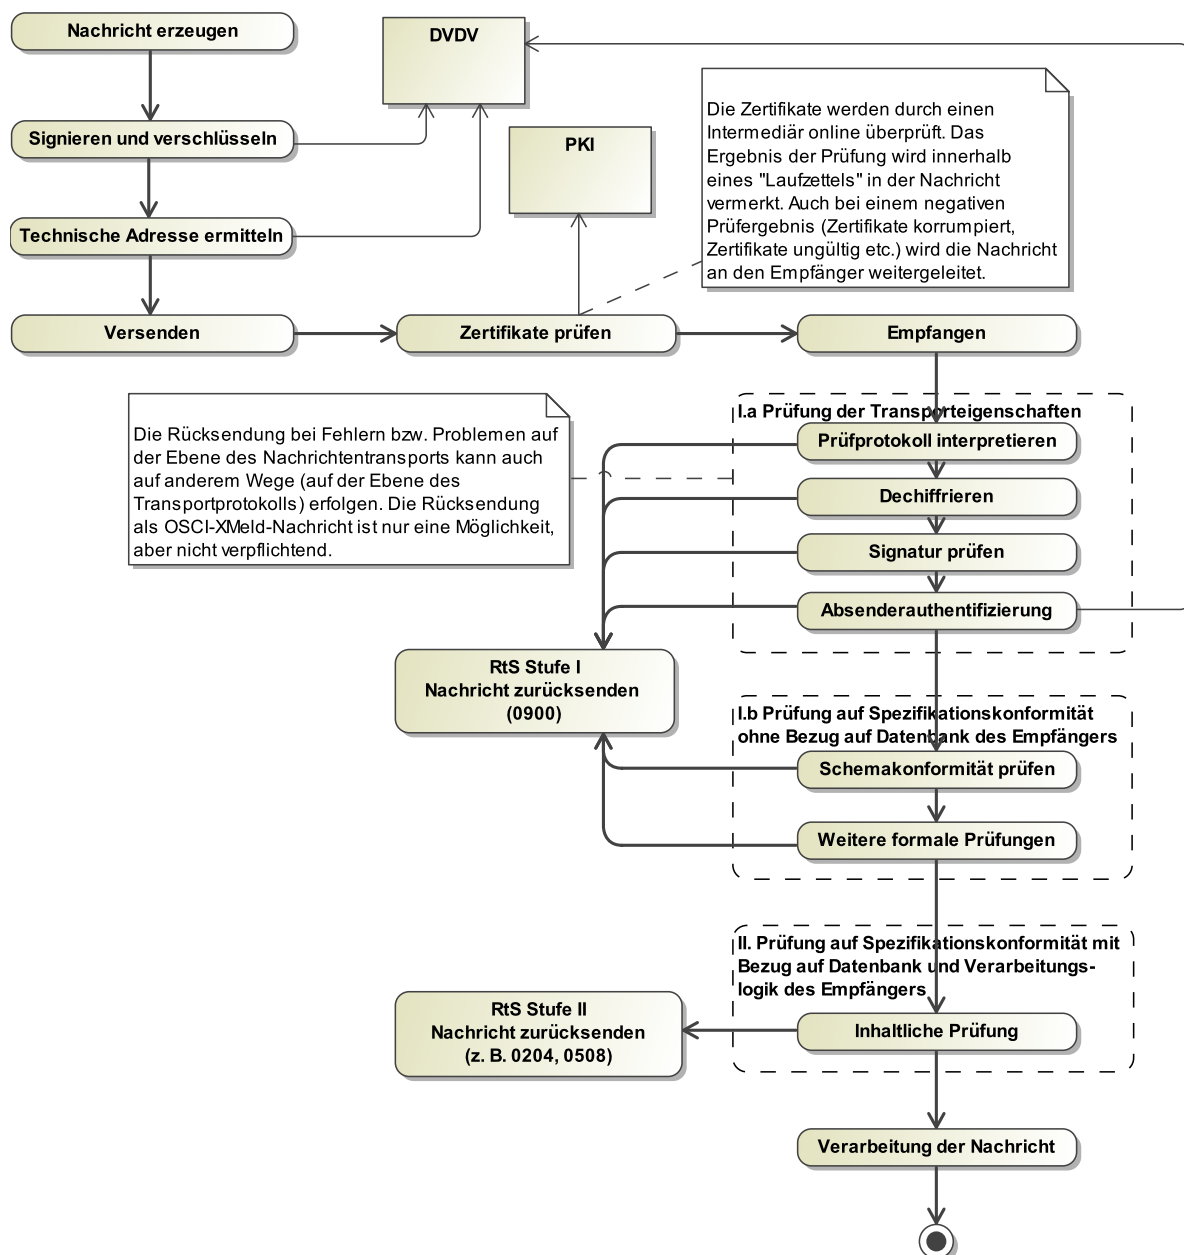 Nachricht erzeugen
DVDV
Die Zertifikate werden durch einen
Intermediär online überprüft. Das
Ergebnis der Prüfung wird innerhalb
eines "Laufzettels" in der Nachricht
vermerkt. Auch bei einem negativen
Prüfergebnis (Zertifikate korrumpiert,
Zertifikate ungültig etc.) wird die Nachricht
an den Empfänger weitergeleitet.
Signieren und verschlüsseln
PKI
Technische Adresse ermitteln
Versenden
Zertifikate prüfen
Empfangen
Die Rücksendung bei Fehlern bzw. Problemen auf
der Ebene des Nachrichtentransports kann auch
auf anderem Wege (auf der Ebene des
Transportprotokolls) erfolgen. Die Rücksendung
als OSCI-XMeld-Nachricht ist nur eine Möglichkeit,
aber nicht verpflichtend.
I.a Prüfung der Transporteigenschaften
Prüfprotokoll interpretieren
Dechiffrieren
Signatur prüfen
Absenderauthentifizierung
RtS Stufe I
Nachricht zurücksenden
(0900)
I.b Prüfung auf Spezifikationskonformität
ohne Bezug auf Datenbank des Empfängers
Schemakonformität prüfen
Weitere formale Prüfungen
II. Prüfung auf Spezifikationskonformität mit
Bezug auf Datenbank und Verarbeitungs-
logik des Empfängers
RtS Stufe II
Nachricht zurücksenden
(z. B. 0204, 0508)
Inhaltliche Prüfung
Verarbeitung der Nachricht